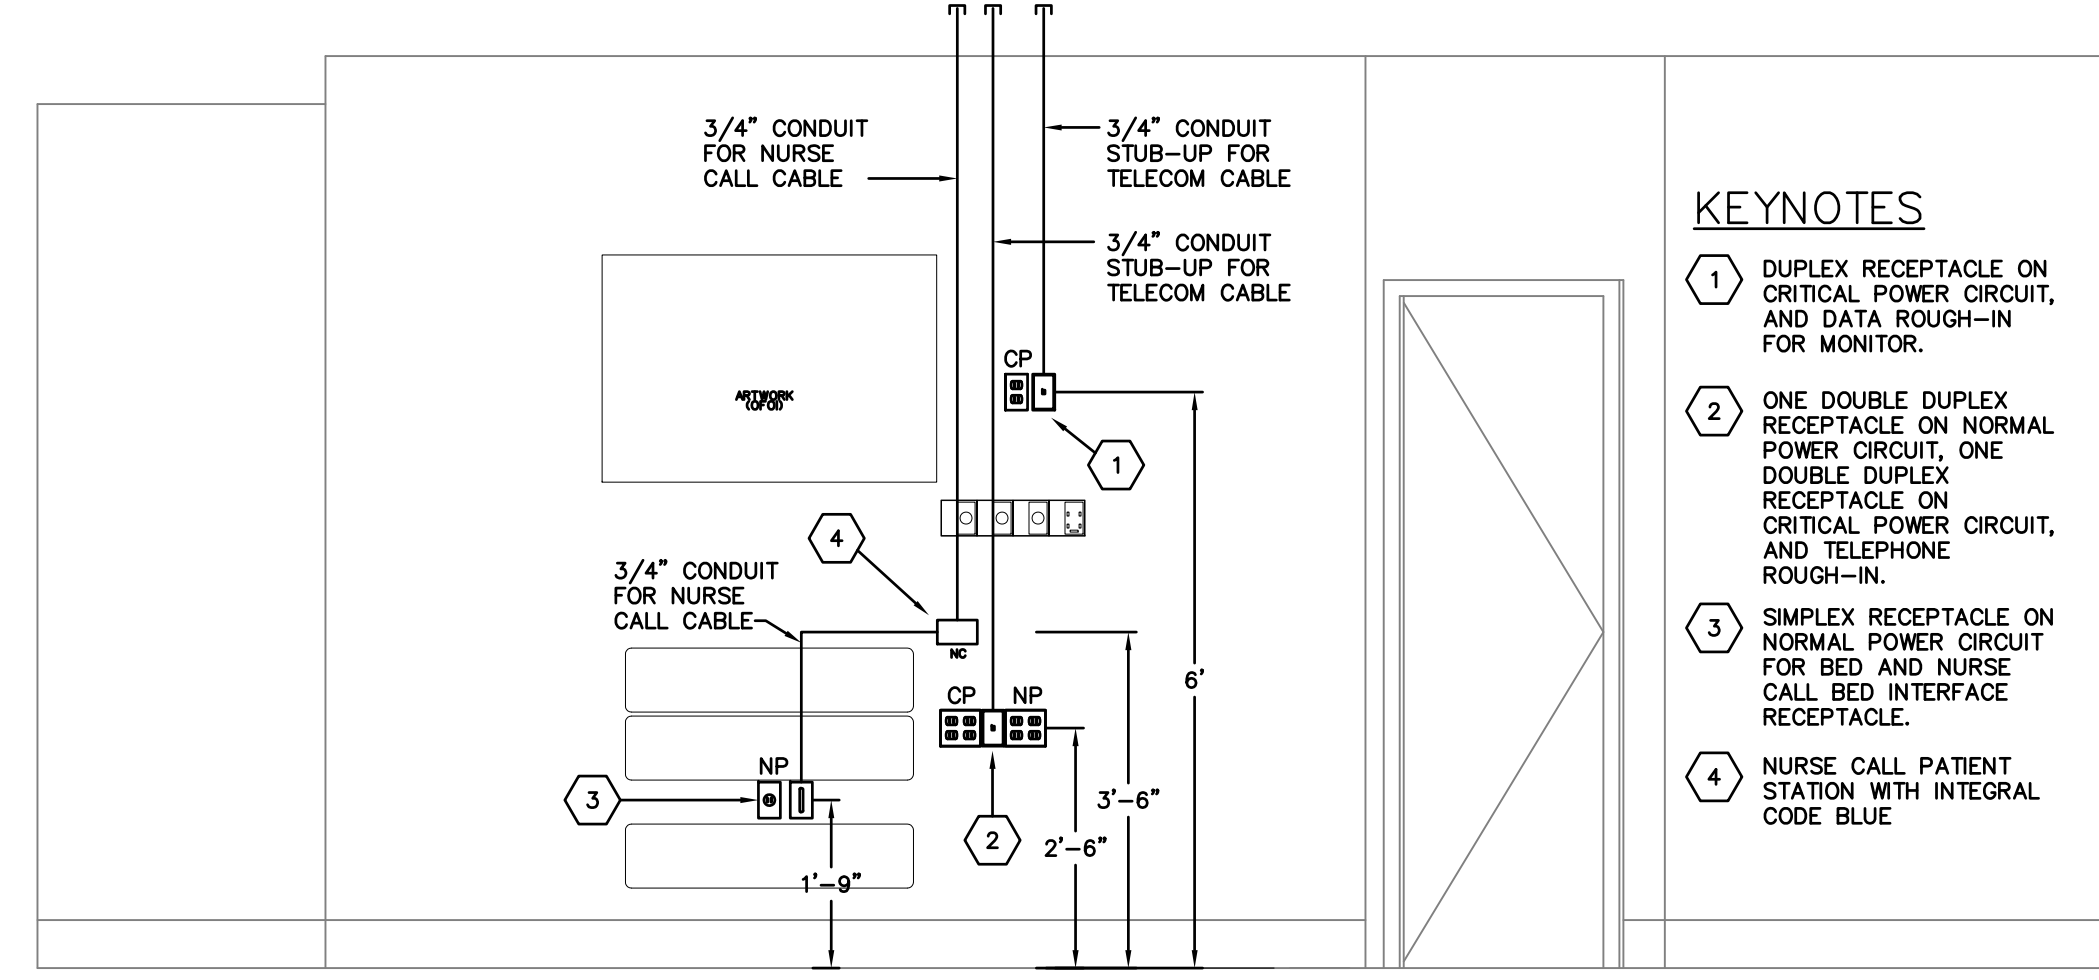 3/4" CONDUIT
FOR NURSE
CALL CABLE
3/4" CONDUIT
STUB-UP FOR
TELECOM CABLE
3/4" CONDUIT
STUB-UP FOR
TELECOM CABLE
CP
ARTWORK
(OFOI)
1
4
3/4" CONDUIT
FOR NURSE
CALL CABLE
NC
CP
NP
6'
NP
3
3'-6"
2
2'-6"
1'-9"
KEYNOTES
1
DUPLEX RECEPTACLE ON
CRITICAL POWER CIRCUIT,
AND DATA ROUGH-IN
FOR MONITOR.
2
ONE DOUBLE DUPLEX
RECEPTACLE ON NORMAL
POWER CIRCUIT, ONE
DOUBLE DUPLEX
RECEPTACLE ON
CRITICAL POWER CIRCUIT,
AND TELEPHONE
ROUGH-IN.
3
SIMPLEX RECEPTACLE ON
NORMAL POWER CIRCUIT
FOR BED AND NURSE
CALL BED INTERFACE
RECEPTACLE.
4
NURSE CALL PATIENT
STATION WITH INTEGRAL
CODE BLUE